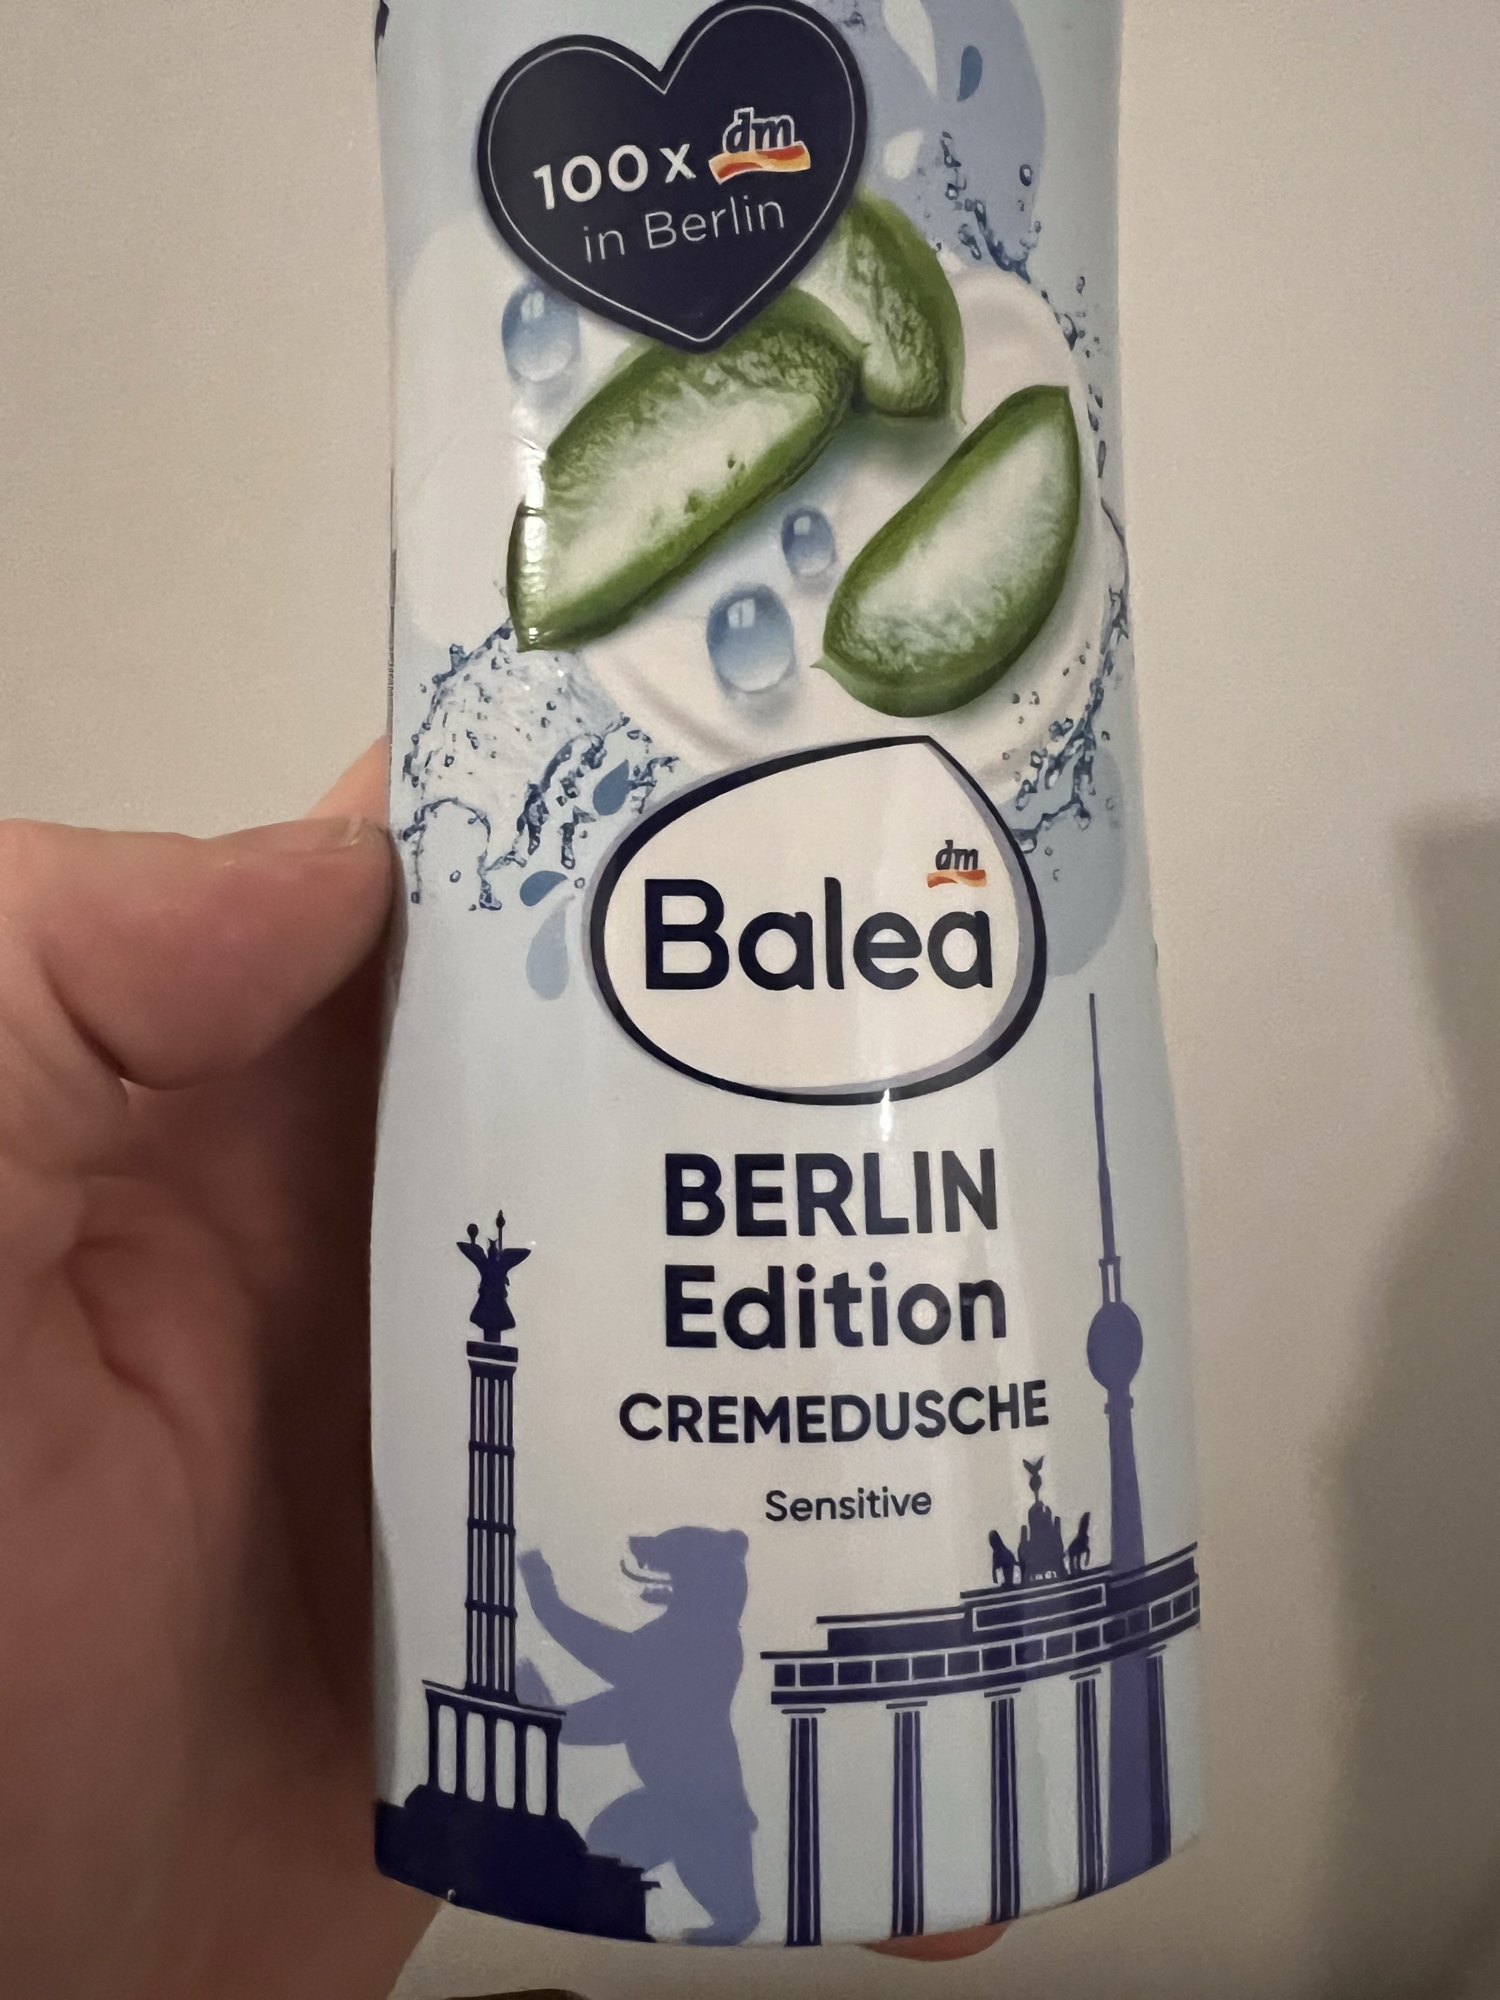 100 x dm
in Berlin
dm
Balea
BERLIN
Edition
CREMEDUSCHE
Sensitive